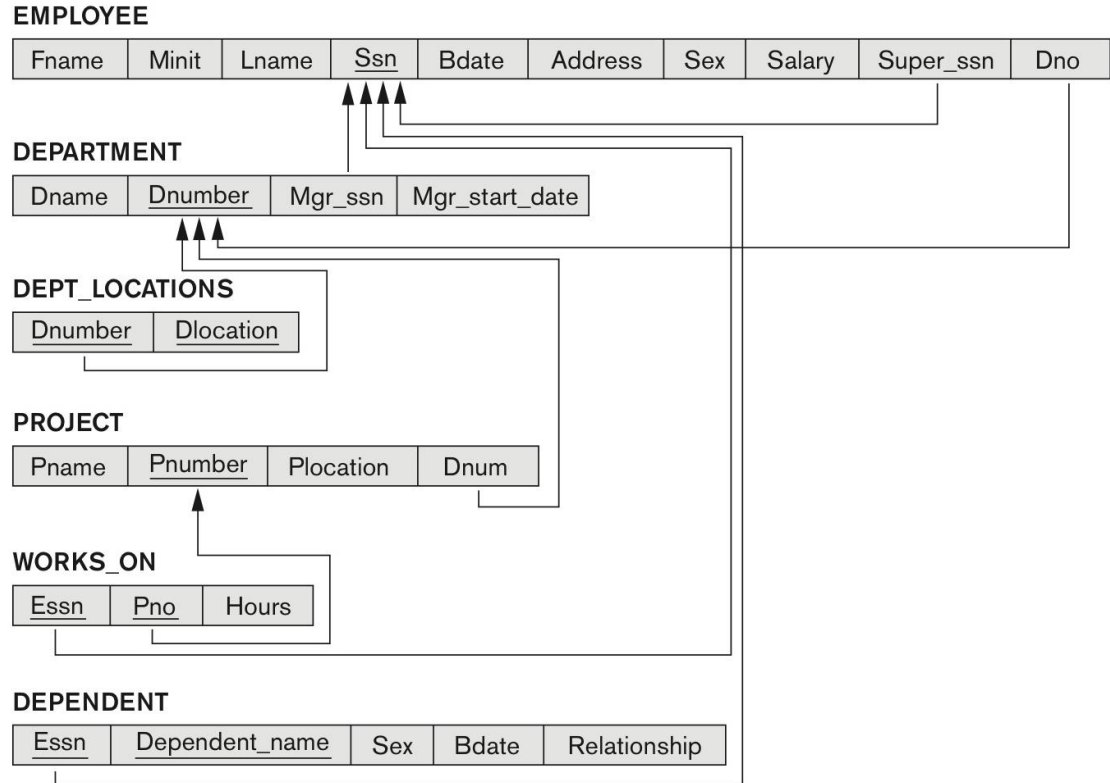 EMPLOYEE
Fname Minit Lname Ssn Bdate Address Sex Salary Super_ssn Dno
DEPARTMENT
Dname Dnumber Mgr_ssn Mgr_start_date
DEPT_LOCATIONS
Dnumber Dlocation
PROJECT
Pname Pnumber Plocation Dnum
WORKS_ON
Essn Pno Hours
DEPENDENT
Essn Dependent_name Sex Bdate Relationship